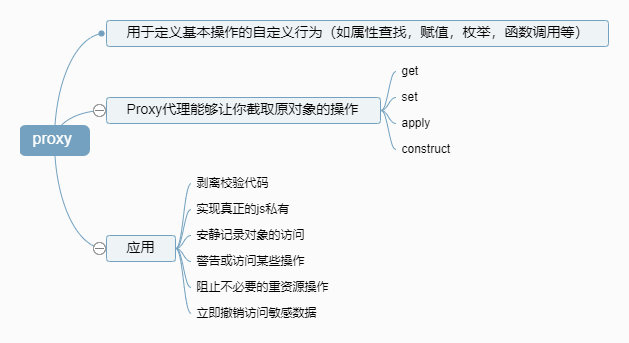 proxy
用于定义基本操作的自定义行为（如属性查找，赋值，枚举，函数调用等）
Proxy代理能够让你截取原对象的操作
get
set
apply
construct
应用
剥离校验代码
实现真正的js私有
安静记录对象的访问
警告或访问某些操作
阻止不必要的重资源操作
立即撤销访问敏感数据